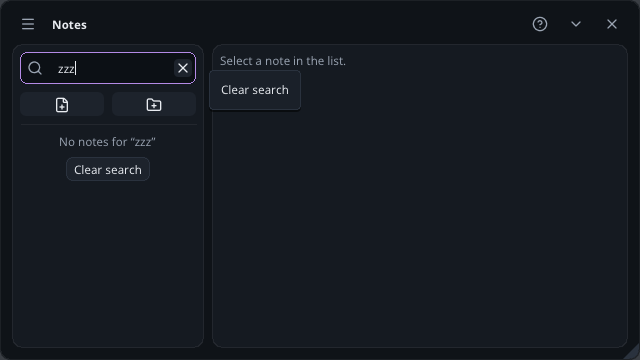 Notes
zzz
Select a note in the list.
Clear search
No notes for “zzz”
Clear search